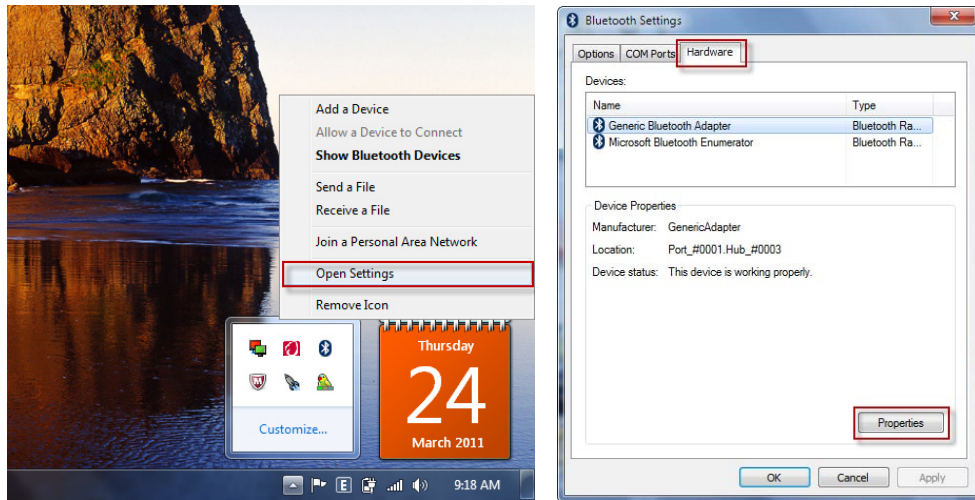 Add a Device
Allow a Device to Connect
Show Bluetooth Devices
Send a File
Receive a File
Join a Personal Area Network
Open Settings
Remove Icon
Customize...
Thursday
24
March 2011
E
9:18 AM
Bluetooth Settings
Options COM Ports Hardware
Devices:
Name Type
Generic Bluetooth Adapter Bluetooth Ra...
Microsoft Bluetooth Enumerator Bluetooth Ra...
Device Properties
Manufacturer: GenericAdapter
Location: Port_#0001.Hub_#0003
Device status: This device is working properly.
Properties
OK Cancel Apply